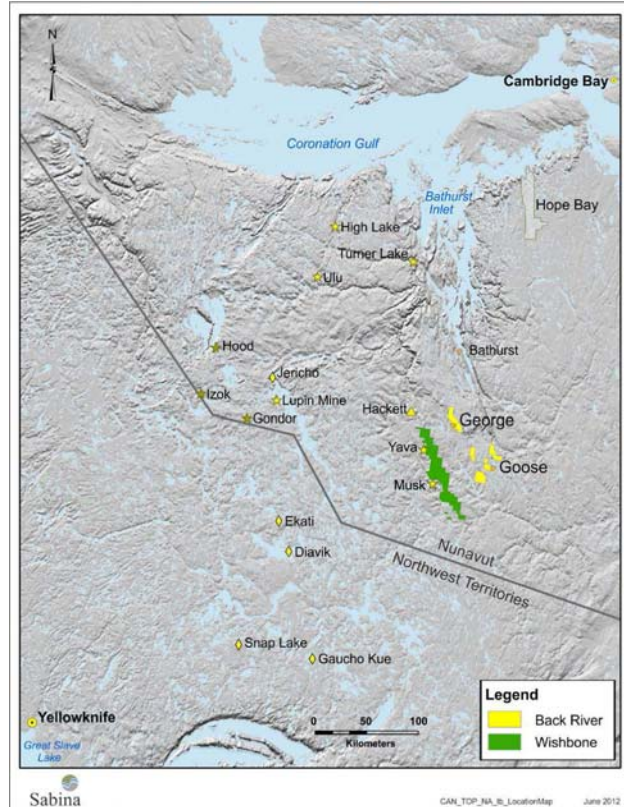 N
Cambridge Bay
Coronation Gulf
Bathurst
Inlet
Hope Bay
High Lake
Turner Lake
Ulu
Hood
Bathurst
Jericho
Izok
Lupin Mine
Hackett
George
Gondor
Yava
Goose
Musk
Ekati
Nunavut
Diavik
Northwest Territories
Snap Lake
Gaucho Kue
Legend
Back River
Wishbone
Yellowknife
0 50 100
Kilometers
Great Slave
Lake
Sabina
CAN_TOP_NA_lb_LocationMap June 2012